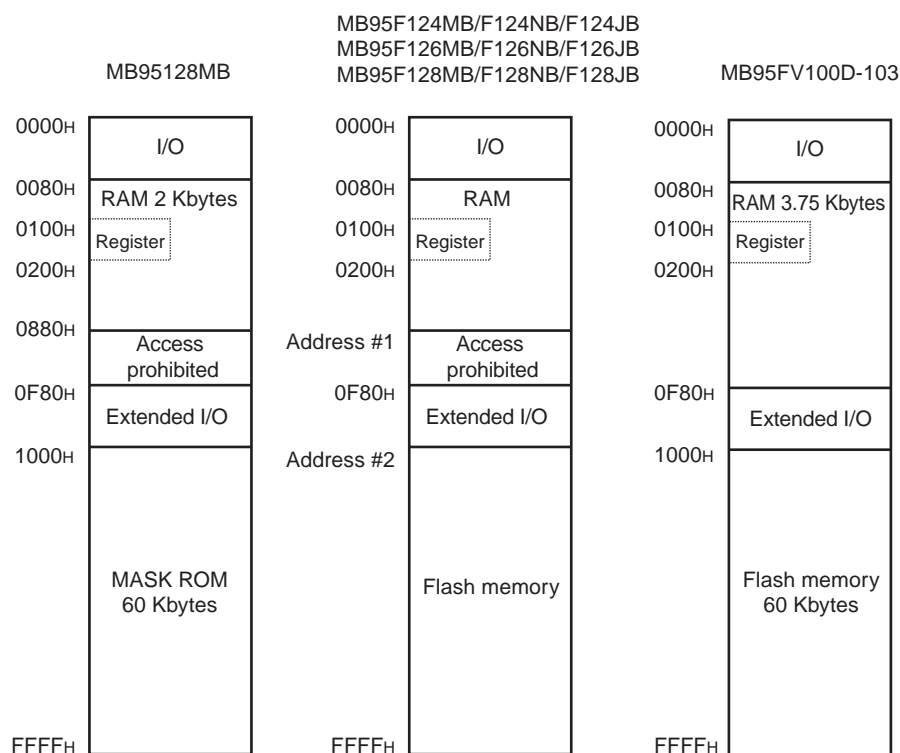 MB95128MB
0000H
I/O
0080H
RAM 2 Kbytes
0100H
Register
0200H
0880H
Access
prohibited
0F80H
Extended I/O
1000H
MASK ROM
60 Kbytes
FFFFH
MB95F124MB/F124NB/F124JB
MB95F126MB/F126NB/F126JB
MB95F128MB/F128NB/F128JB
0000H
I/O
0080H
RAM
0100H
Register
0200H
Address #1
Access
prohibited
0F80H
Extended I/O
Address #2
Flash memory
FFFFH
MB95FV100D-103
0000H
I/O
0080H
RAM 3.75 Kbytes
0100H
Register
0200H
0F80H
Extended I/O
1000H
Flash memory
60 Kbytes
FFFFH